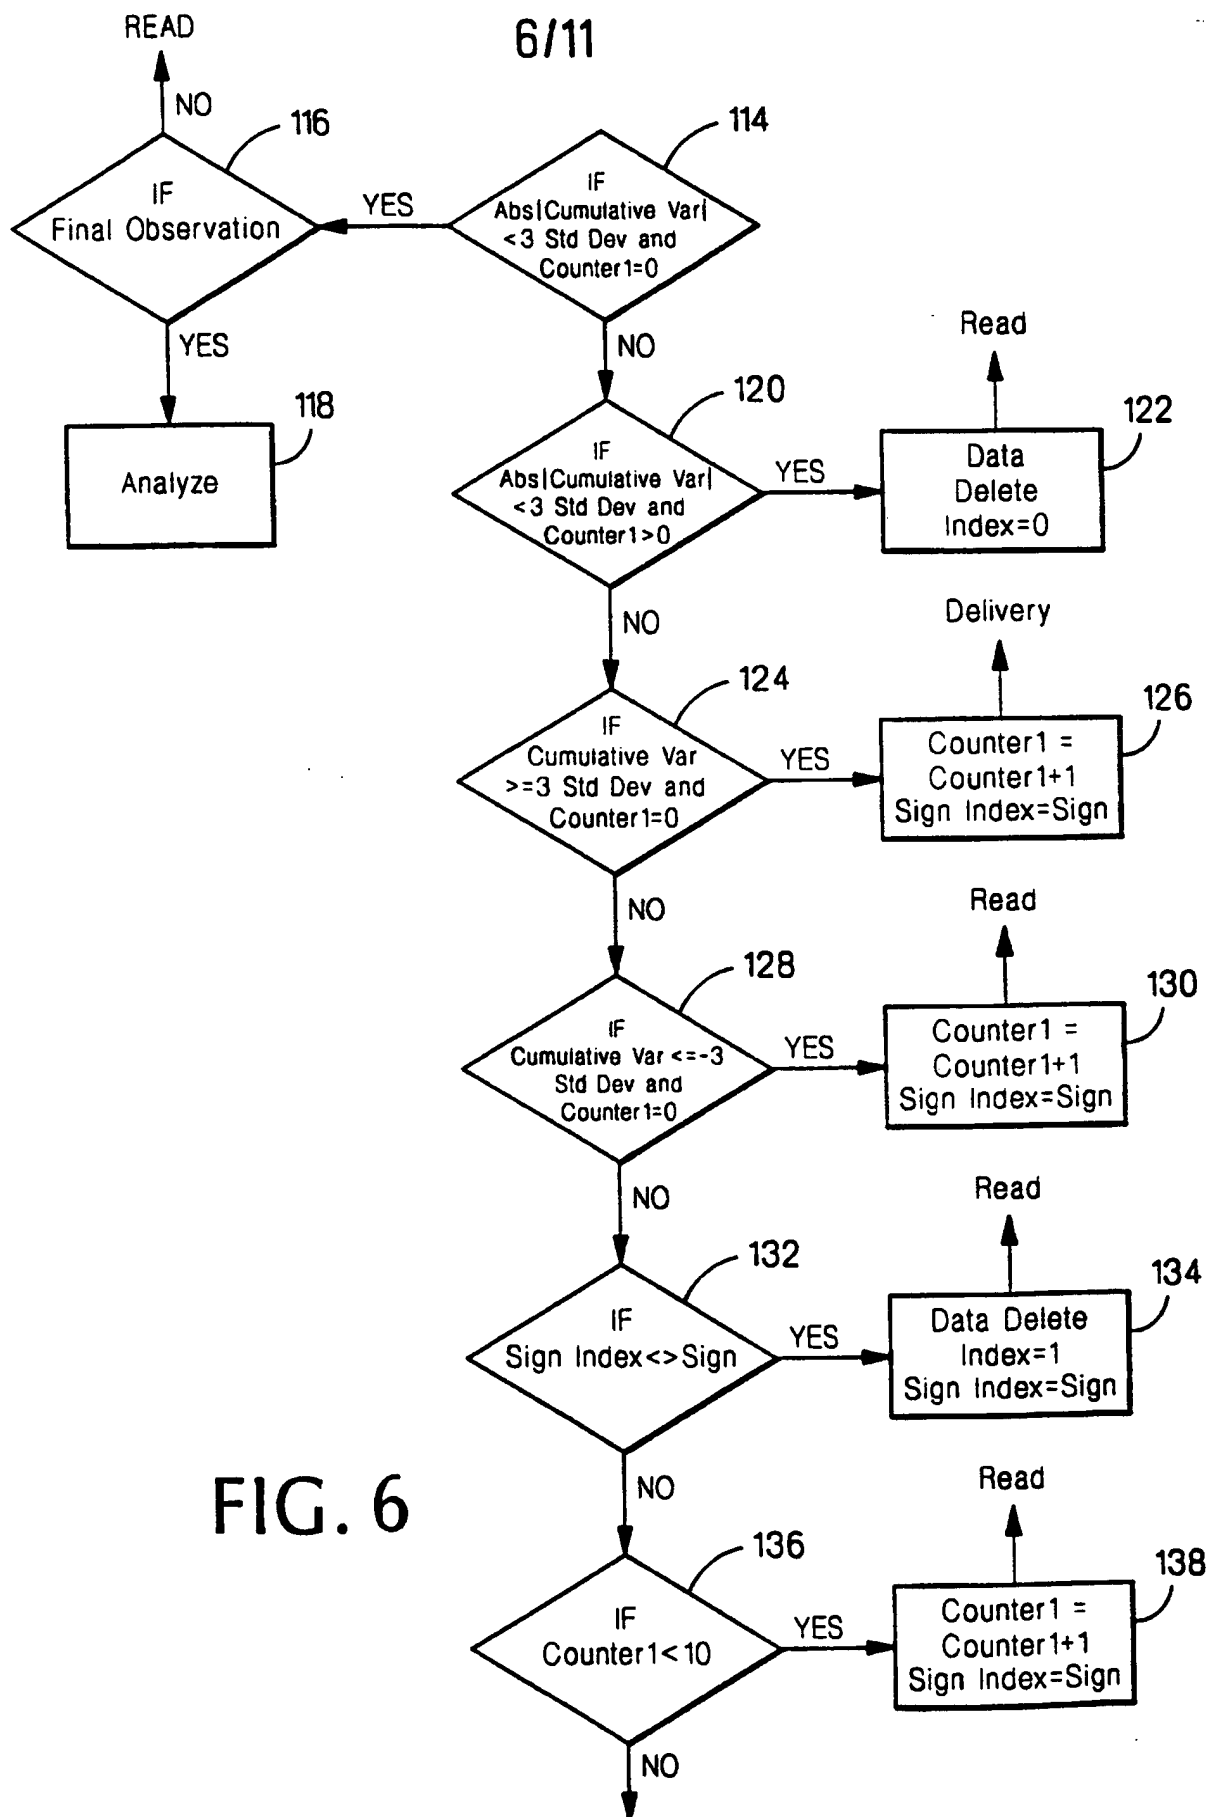 6/11
READ
NO
116
IF
Final Observation
YES
114
IF
Abs|Cumulative Var|
<3 Std Dev and
Counter1=0
YES
118
Analyze
NO
120
IF
Abs|Cumulative Var|
<3 Std Dev and
Counter1>0
YES
Read
122
Data
Delete
Index=0
NO
124
IF
Cumulative Var
>=3 Std Dev and
Counter1=0
YES
Delivery
126
Counter1 =
Counter1+1
Sign Index=Sign
NO
128
IF
Cumulative Var <=-3
Std Dev and
Counter1=0
YES
Read
130
Counter1 =
Counter1+1
Sign Index=Sign
NO
132
IF
Sign Index<>Sign
YES
Read
134
Data Delete
Index=1
Sign Index=Sign
NO
136
IF
Counter1<10
YES
Read
138
Counter1 =
Counter1+1
Sign Index=Sign
NO
FIG. 6